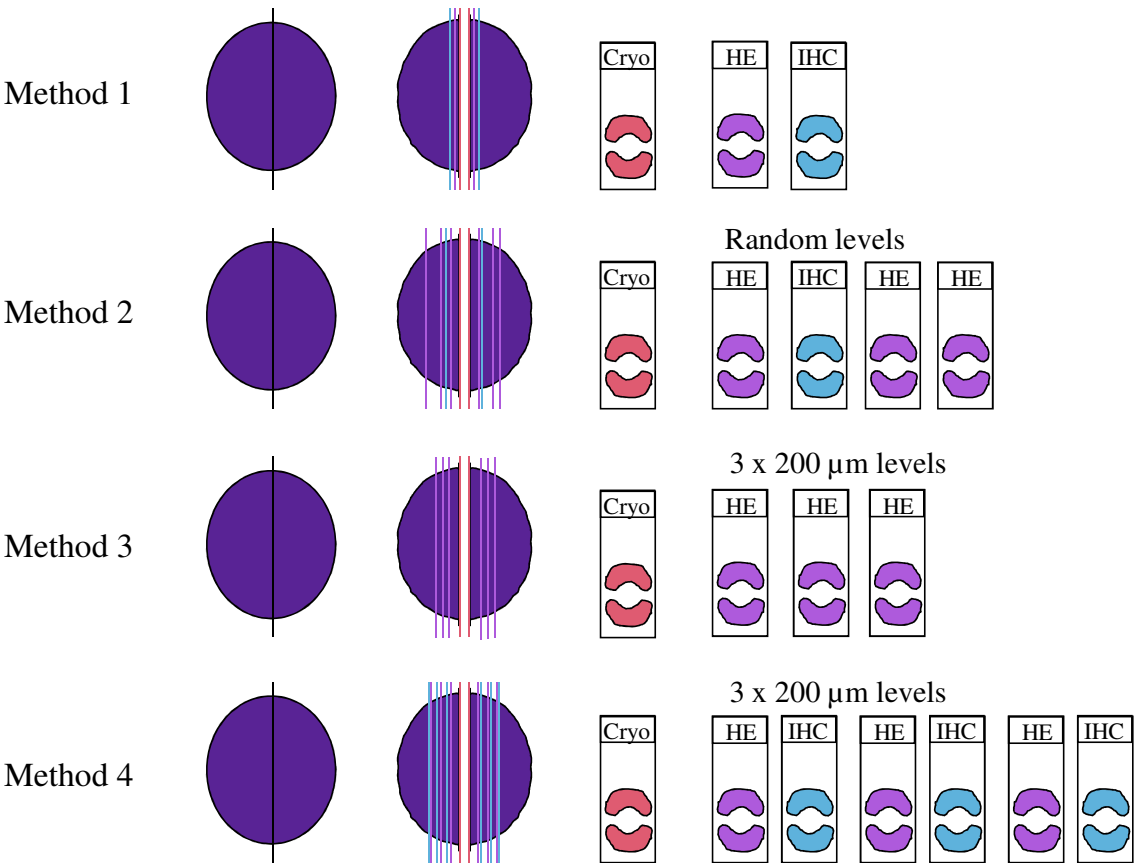 Cryo HE IHC
Method 1
Random levels
Cryo HE IHC HE HE
Method 2
3 x 200 µm levels
Cryo HE HE HE
Method 3
3 x 200 µm levels
Cryo HE IHC HE IHC HE IHC
Method 4